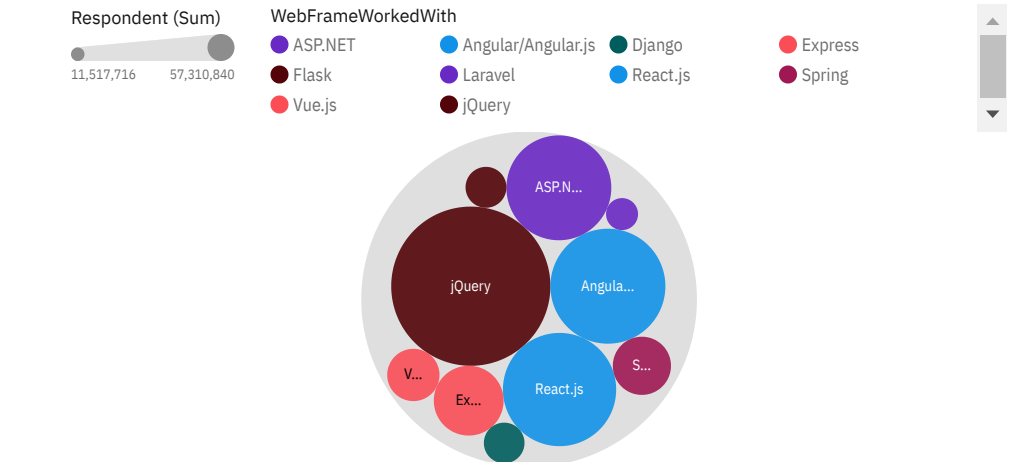 Respondent (Sum)
11,517,716 57,310,840
WebFrameWorkedWith
ASP.NET Angular/Angular.js Django Express
Flask Laravel React.js Spring
Vue.js jQuery
ASP.N...
jQuery
Angula...
React.js
S...
V...
Ex...